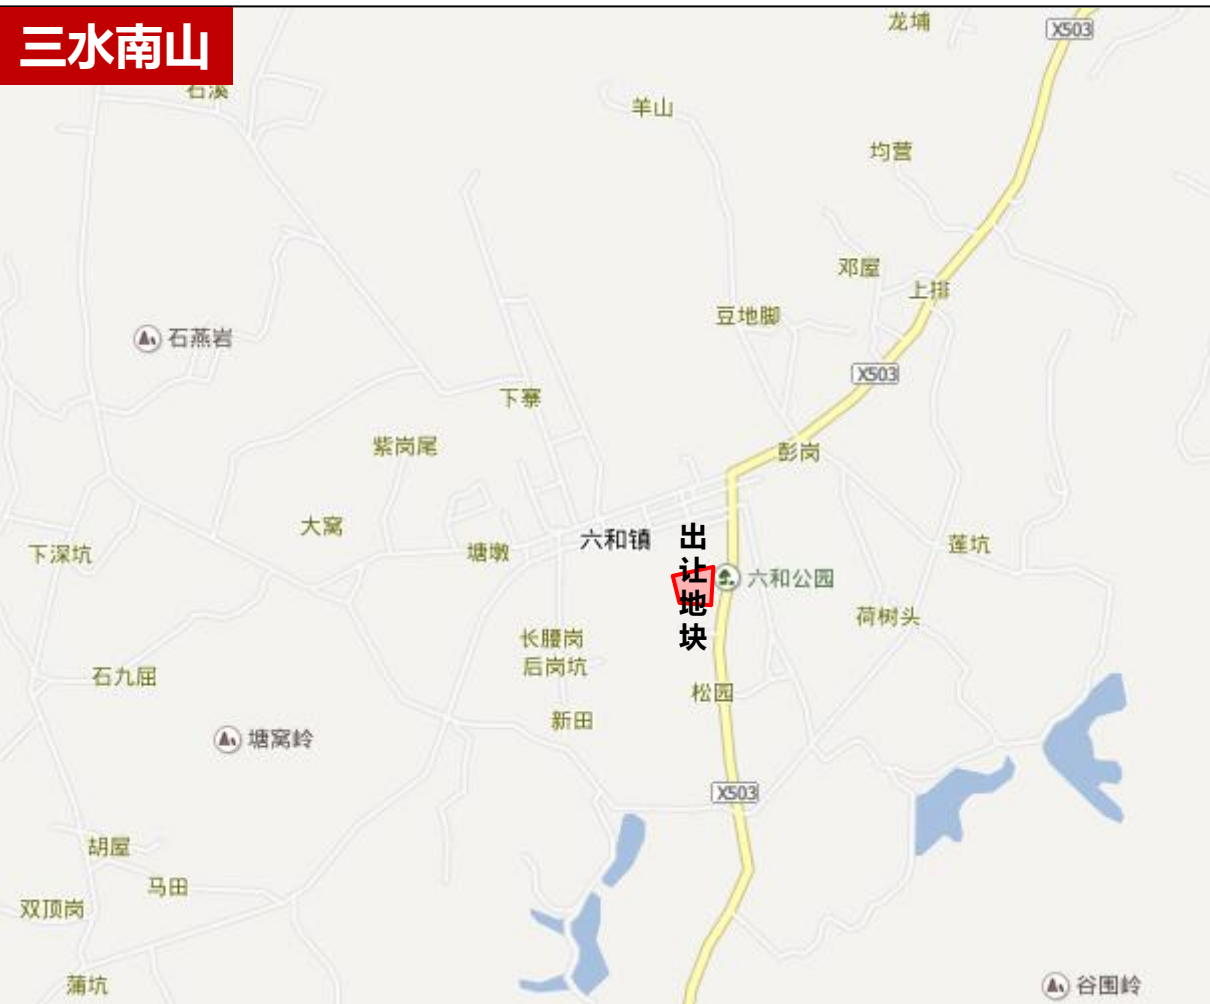 三水南山
龙埔
X503
石溪
羊山
均营
邓屋
上排
豆地脚
石燕岩
X503
下寨
紫岗尾
彭岗
大窝
六和镇
出让地块
下深坑
塘墩
莲坑
六和公园
荷树头
长腰岗
后岗坑
石九屈
松园
新田
塘窝岭
X503
胡屋
马田
双顶岗
蒲坑
谷围岭